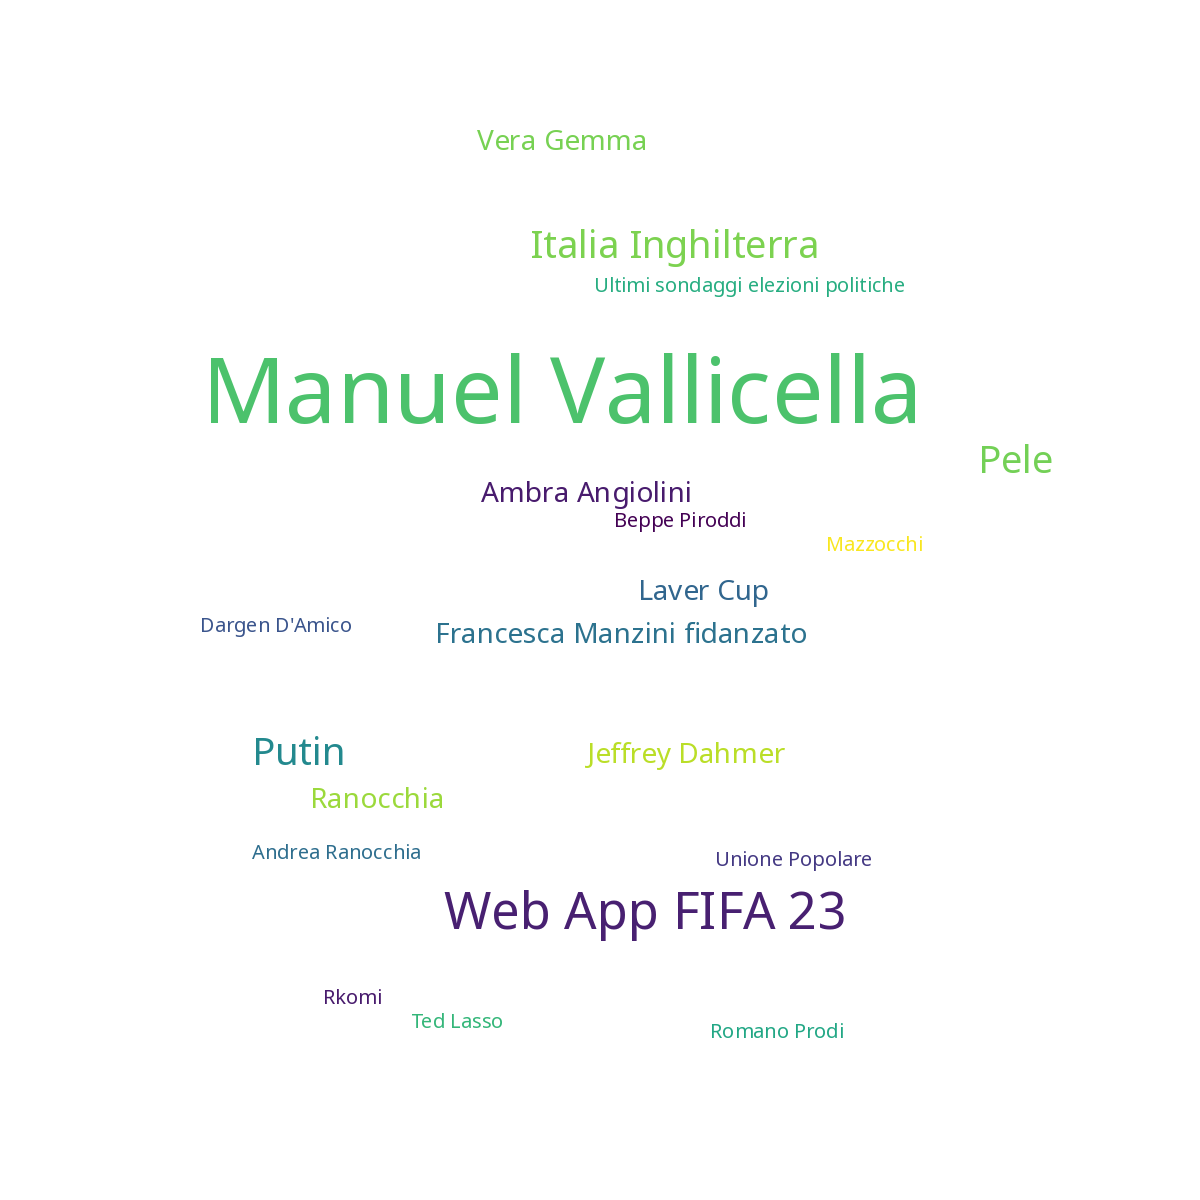 Vera Gemma
Italia Inghilterra
Ultimi sondaggi elezioni politiche
Manuel Vallicella
Pele
Ambra Angiolini
Beppe Piroddi
Mazzocchi
Laver Cup
Dargen D'Amico
Francesca Manzini fidanzato
Putin
Jeffrey Dahmer
Ranocchia
Andrea Ranocchia
Unione Popolare
Web App FIFA 23
Rkomi
Ted Lasso
Romano Prodi